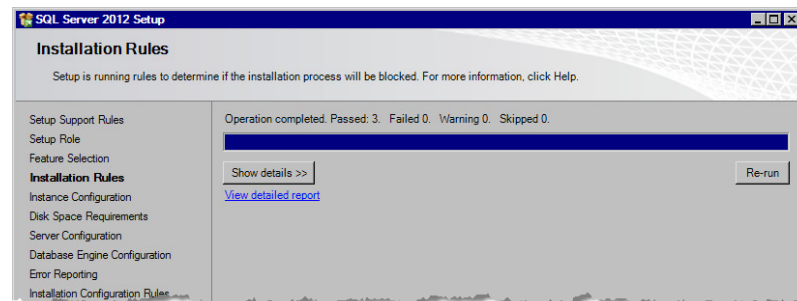 SQL Server 2012 Setup
Installation Rules
Setup is running rules to determine if the installation process will be blocked. For more information, click Help.
Setup Support Rules
Setup Role
Feature Selection
Installation Rules
Instance Configuration
Disk Space Requirements
Server Configuration
Database Engine Configuration
Error Reporting
Installation Configuration Rules
Operation completed. Passed: 3. Failed 0. Warning 0. Skipped 0.
Show details >>
Re-run
View detailed report